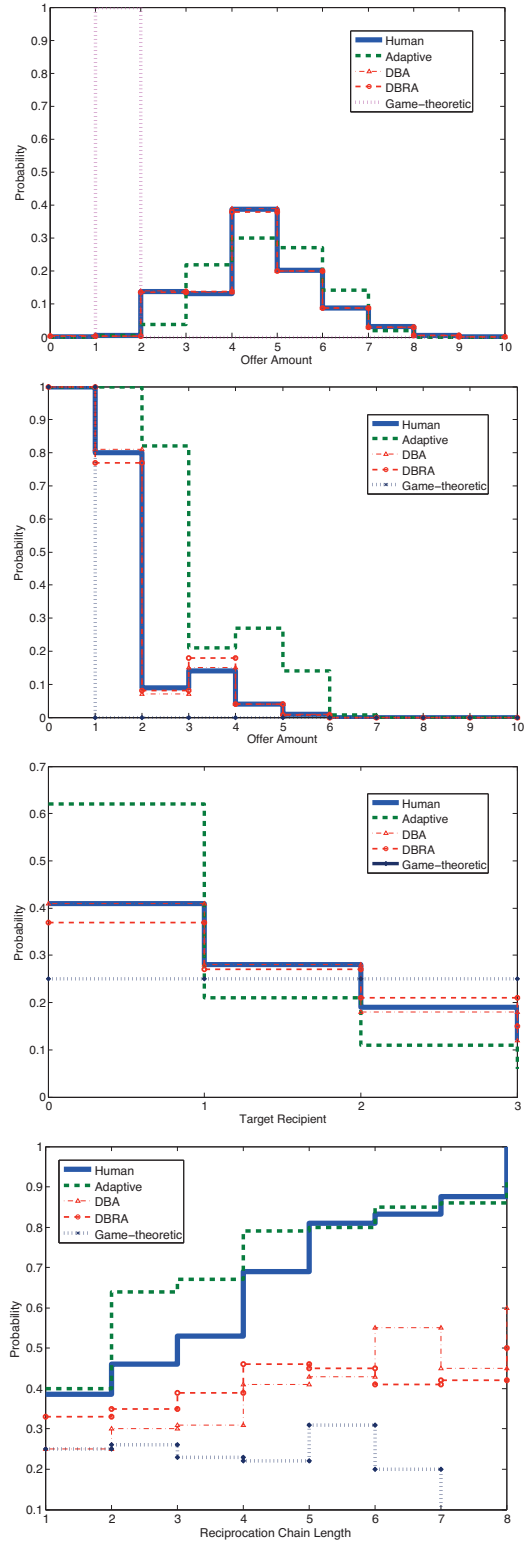 1
0.9
0.8
0.7
0.6
0.5
0.4
0.3
0.2
0.1
0
Probability
Human
Adaptive
DBA
DBRA
Game-theoretic
0 1 2 3 4 5 6 7 8 9 10
Offer Amount
1
0.9
0.8
0.7
0.6
0.5
0.4
0.3
0.2
0.1
0
Probability
Human
Adaptive
DBA
DBRA
Game-theoretic
0 1 2 3 4 5 6 7 8 9 10
Offer Amount
0.7
0.6
0.5
0.4
0.3
0.2
0.1
0
Probability
Human
Adaptive
DBA
DBRA
Game-theoretic
0 1 2 3
Target Recipient
1
0.9
0.8
0.7
0.6
0.5
0.4
0.3
0.2
0.1
Probability
Human
Adaptive
DBA
DBRA
Game-theoretic
1 2 3 4 5 6 7 8
Reciprocation Chain Length